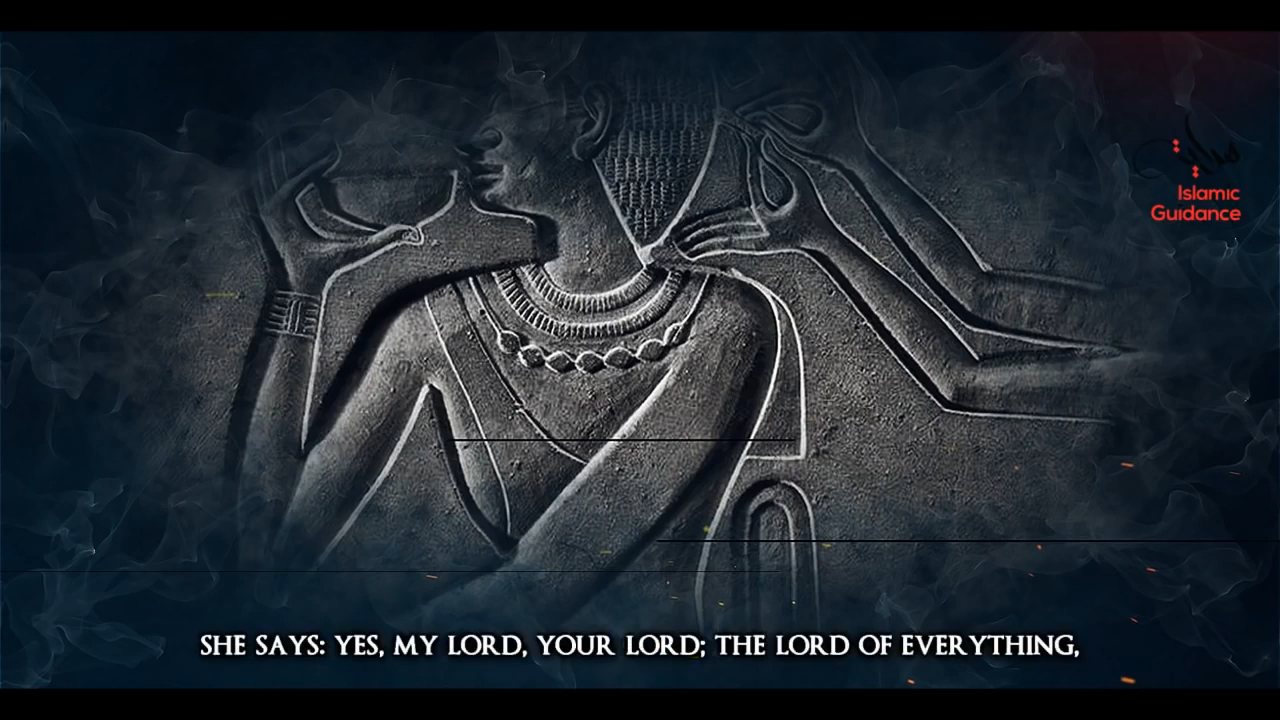 Islamic
Guidance
SHE SAYS: YES, MY LORD, YOUR LORD; THE LORD OF EVERYTHING,